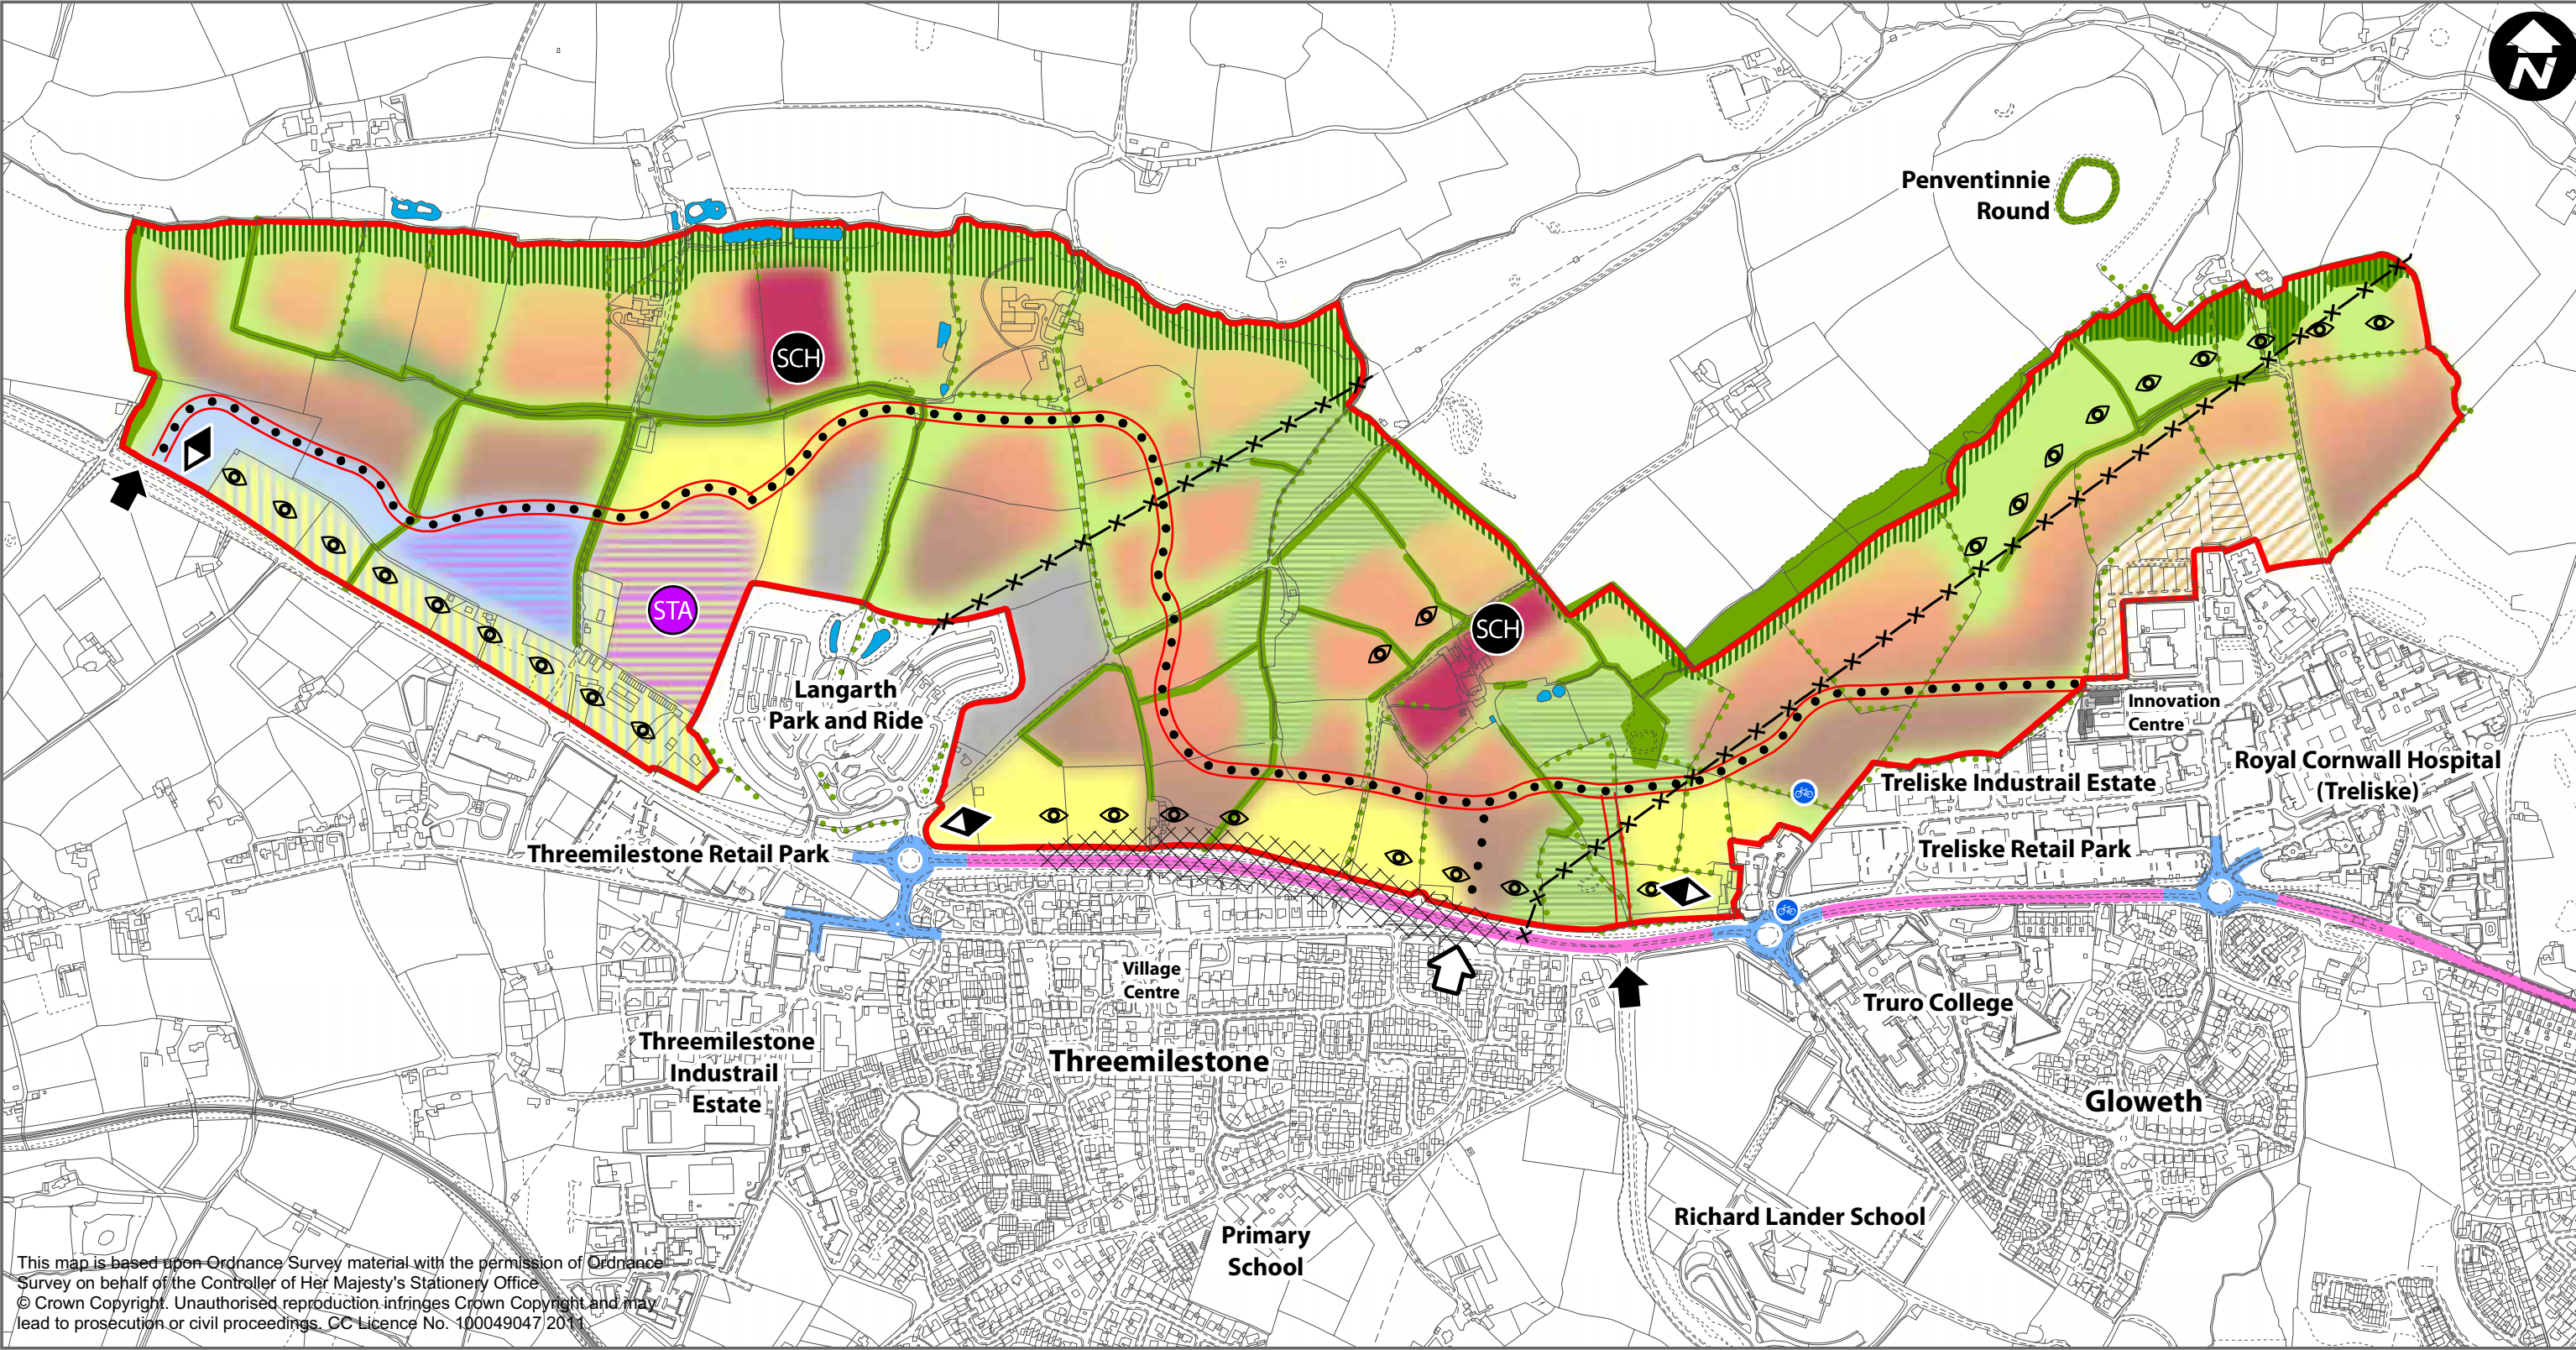 N
Penventinnie
Round
SCH
SCH
STA
Langarth
Park and Ride
Innovation
Centre
Royal Cornwall Hospital
(Treliske)
Treliske Industrail Estate
Threemilestone Retail Park
Treliske Retail Park
Village
Centre
Truro College
Threemilestone
Industrail
Estate
Threemilestone
Gloweth
Richard Lander School
Primary
School
This map is based upon Ordnance Survey material with the permission of Ordnance
Survey on behalf of the Controller of Her Majesty's Stationery Office
© Crown Copyright. Unauthorised reproduction infringes Crown Copyright and may
lead to prosecution or civil proceedings. CC Licence No. 100049047 2011